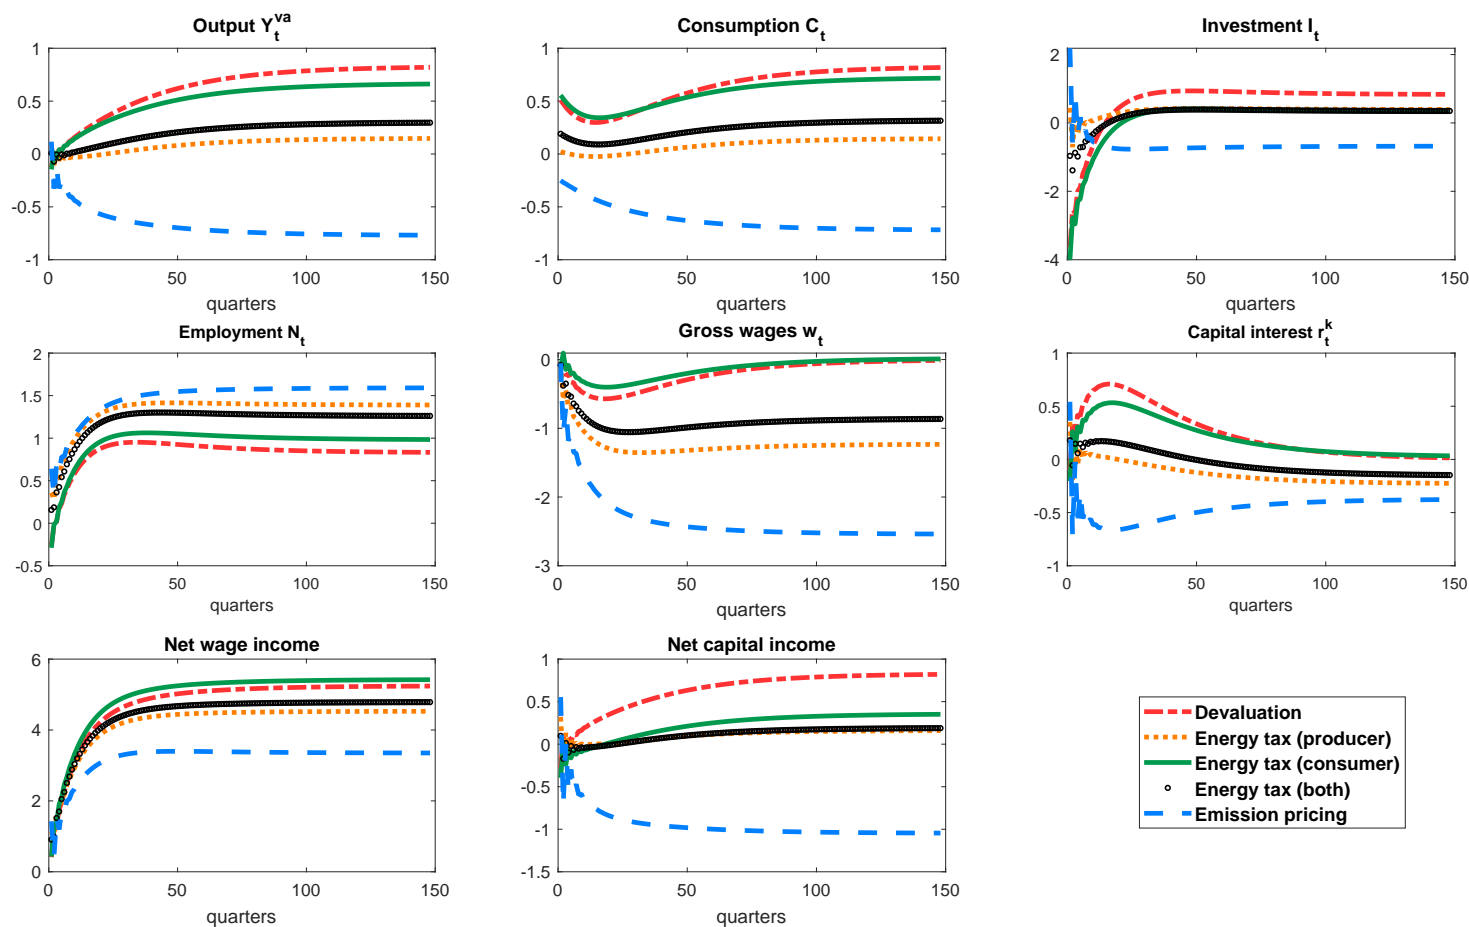 Output Y_t^va
1
0.5
0
-0.5
-1
0 50 100 150
quarters
Consumption C_t
1
0.5
0
-0.5
-1
0 50 100 150
quarters
Investment I_t
2
0
-2
-4
0 50 100 150
quarters
Employment N_t
2
1.5
1
0.5
0
-0.5
0 50 100 150
quarters
Gross wages w_t
0
-1
-2
-3
0 50 100 150
quarters
Capital interest r_t^k
1
0.5
0
-0.5
-1
0 50 100 150
quarters
Net wage income
6
4
2
0
0 50 100 150
quarters
Net capital income
1
0.5
0
-0.5
-1
-1.5
0 50 100 150
quarters
Devaluation
Energy tax (producer)
Energy tax (consumer)
Energy tax (both)
Emission pricing